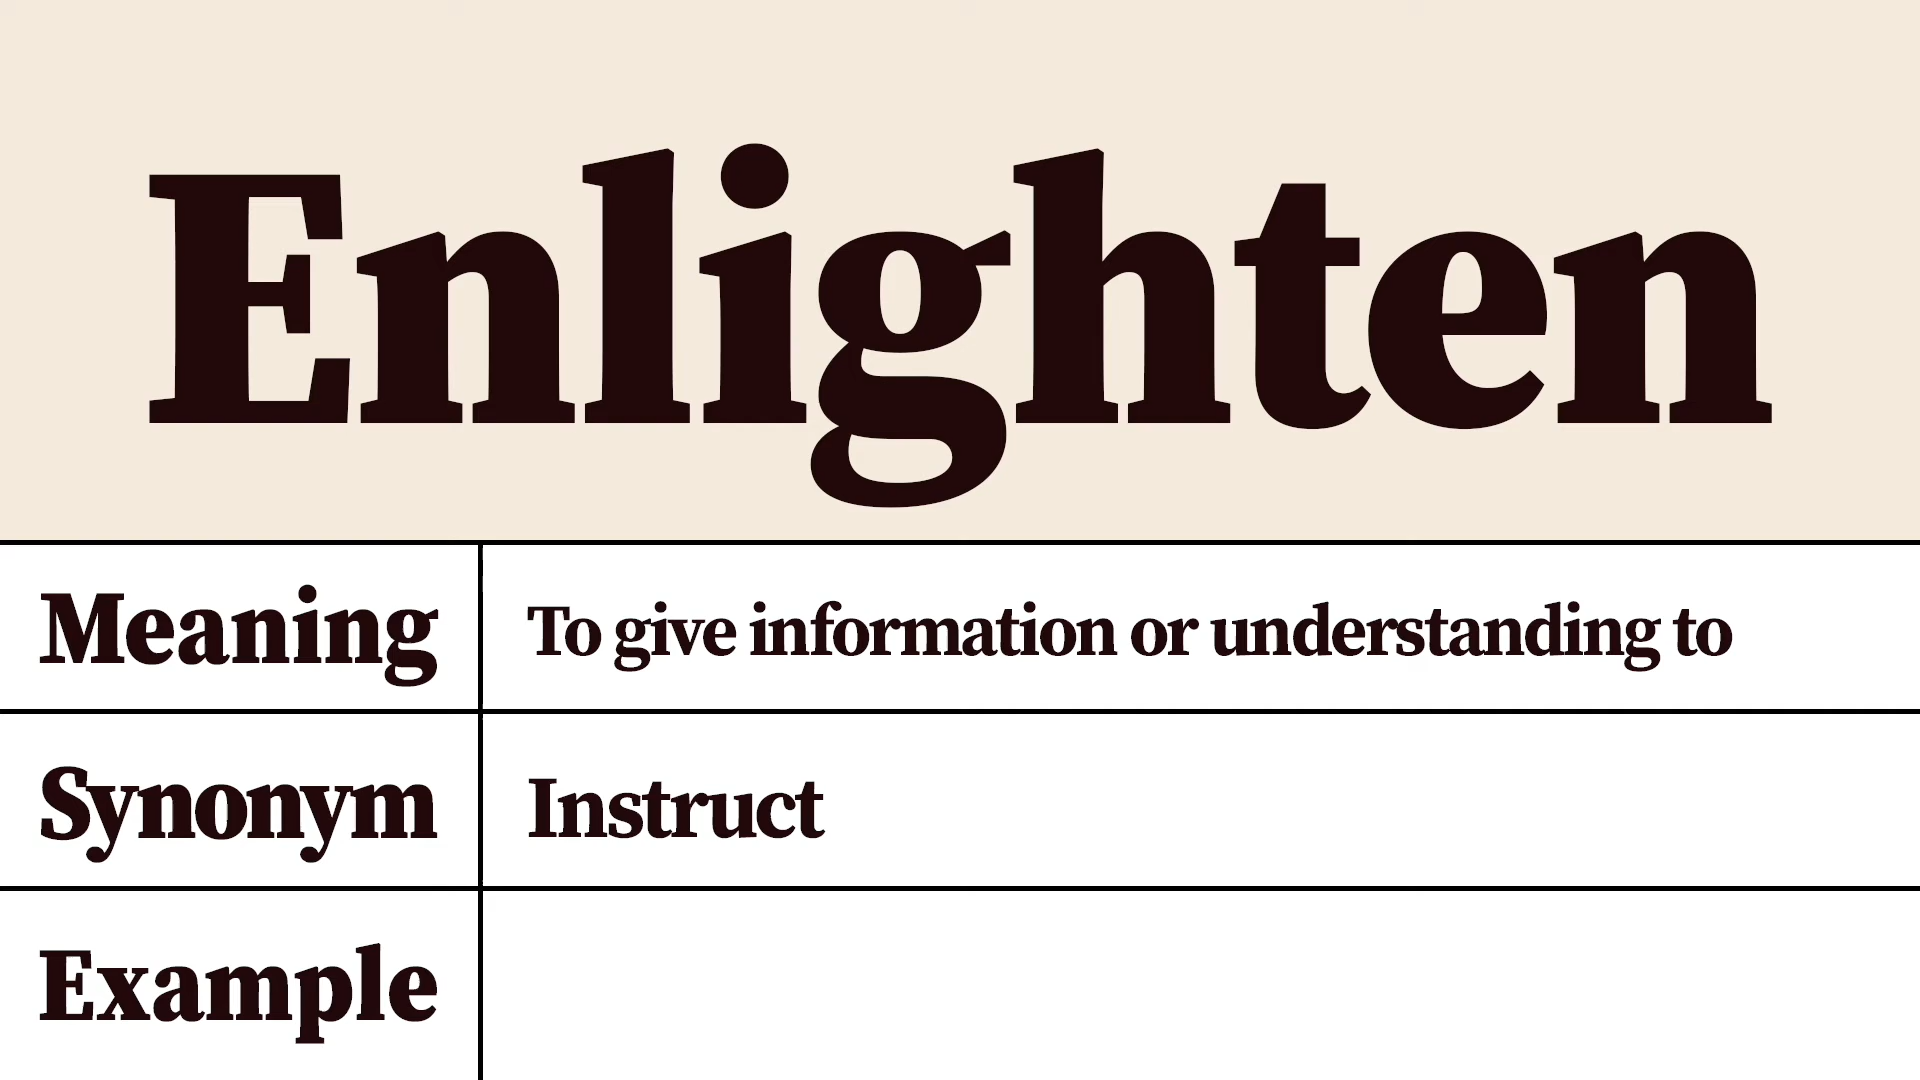 Enlighten
Meaning
To give information or understanding to
Synonym
Instruct
Example